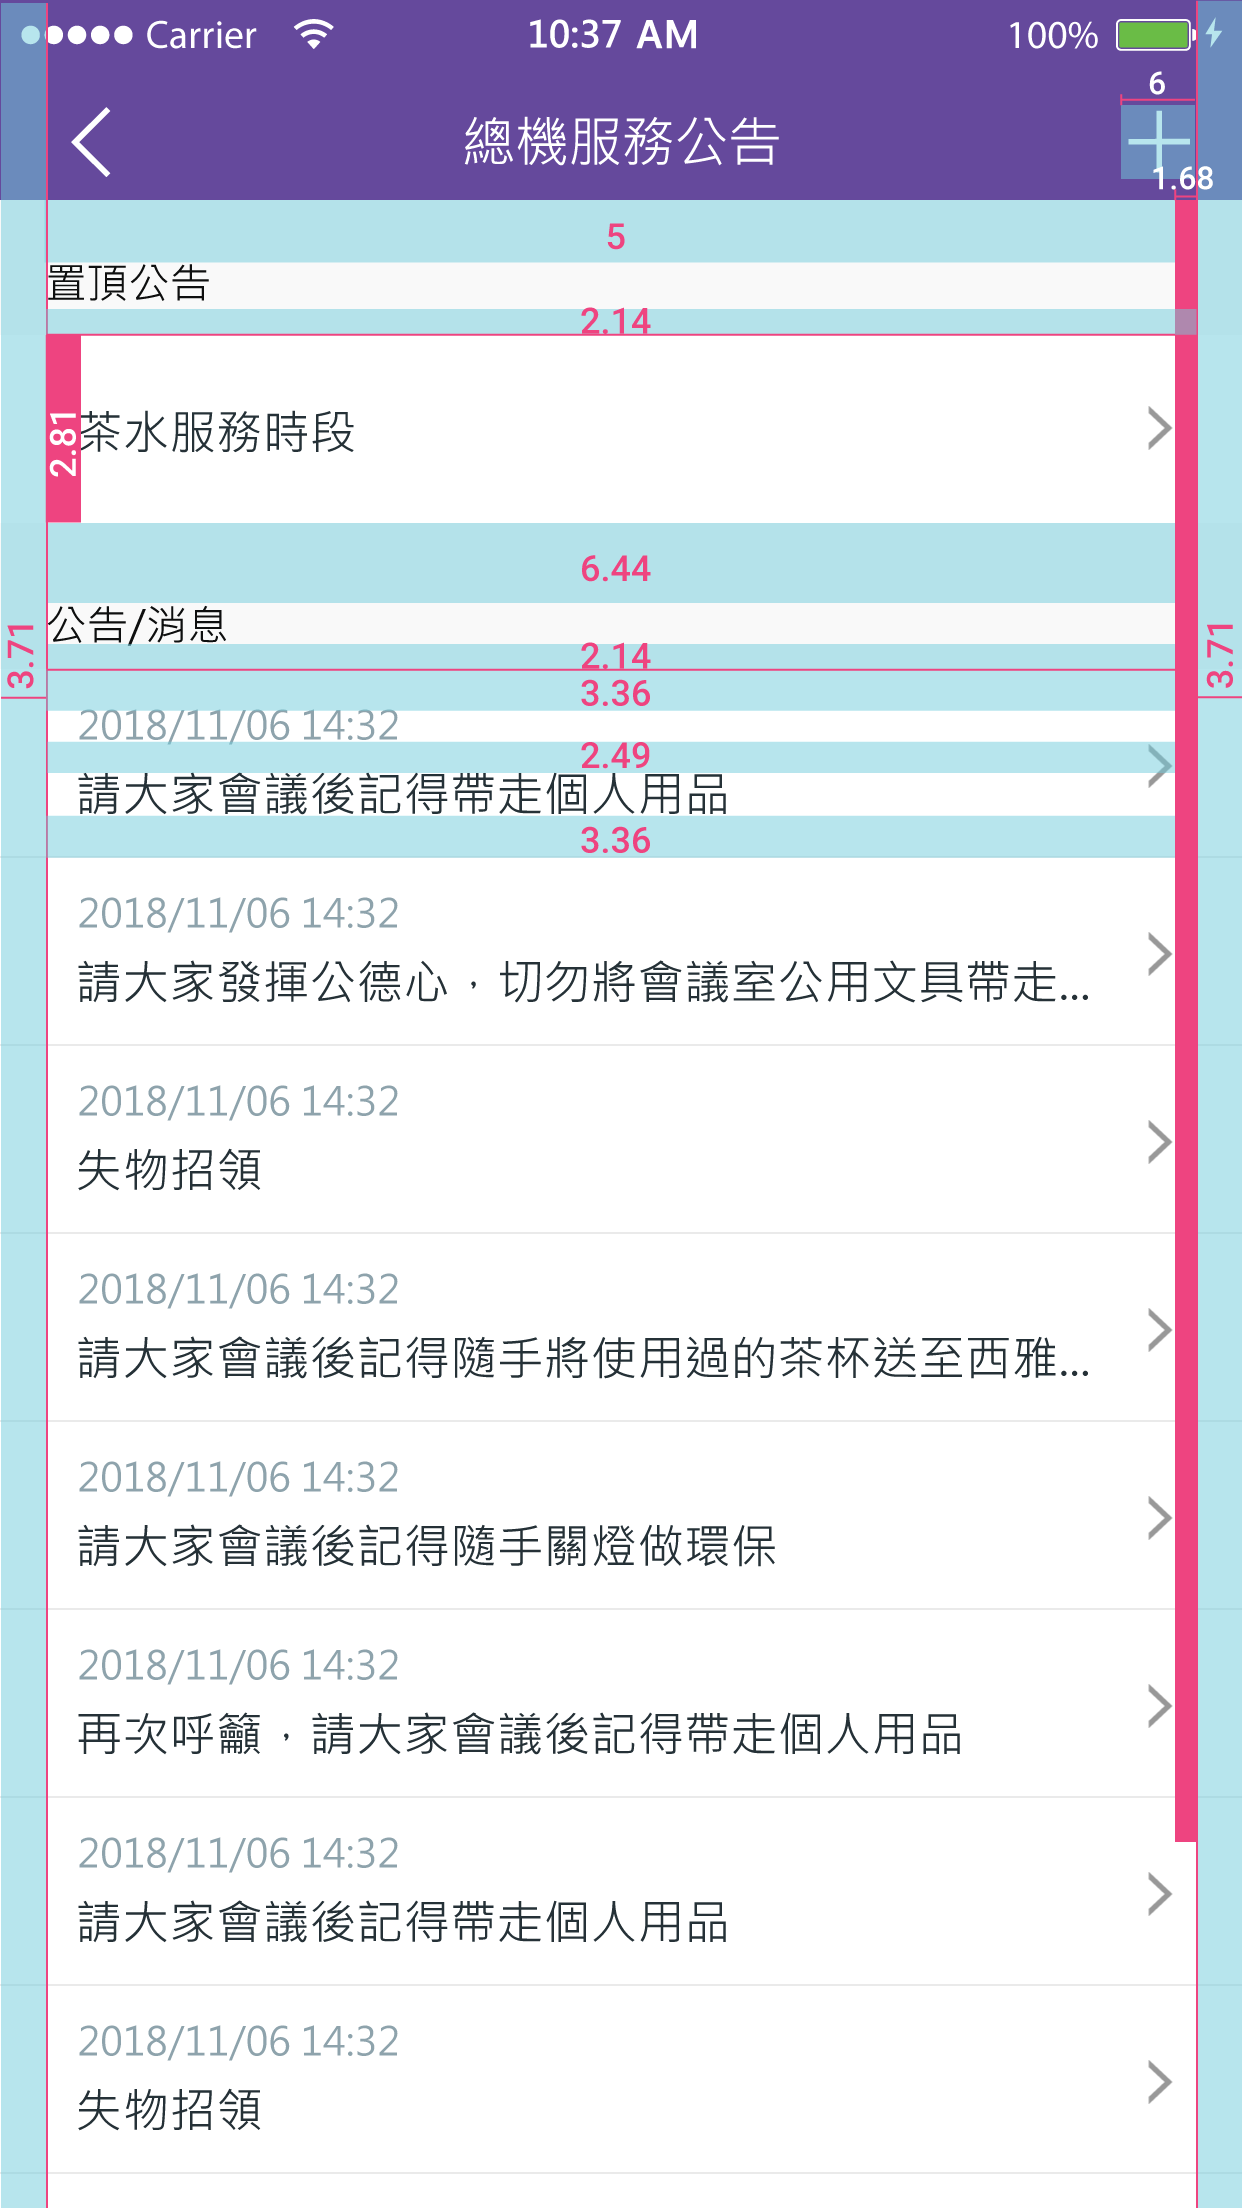 Carrier 10:37 AM 100%
6
總機服務公告
1.68
5
置頂公告
2.14
2.81
茶水服務時段
6.44
公告/消息
3.71
3.71
2.14
3.36
2018/11/06 14:32
2.49
請大家會議後記得帶走個人用品
3.36
2018/11/06 14:32
請大家發揮公德心，切勿將會議室公用文具帶走...
2018/11/06 14:32
失物招領
2018/11/06 14:32
請大家會議後記得隨手將使用過的茶杯送至西雅...
2018/11/06 14:32
請大家會議後記得隨手關燈做環保
2018/11/06 14:32
再次呼籲，請大家會議後記得帶走個人用品
2018/11/06 14:32
請大家會議後記得帶走個人用品
2018/11/06 14:32
失物招領